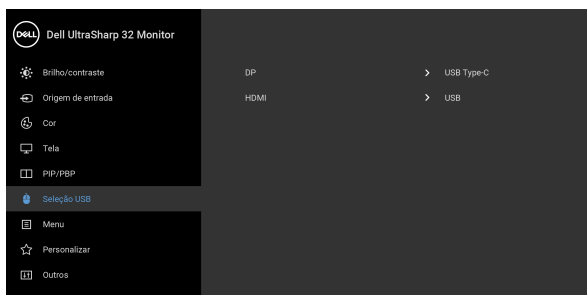 DELL Dell UltraSharp 32 Monitor
Brilho/contraste DP USB Type-C
Origem de entrada HDMI USB
Cor
Tela
PIP/PBP
Seleção USB
Menu
Personalizar
Outros